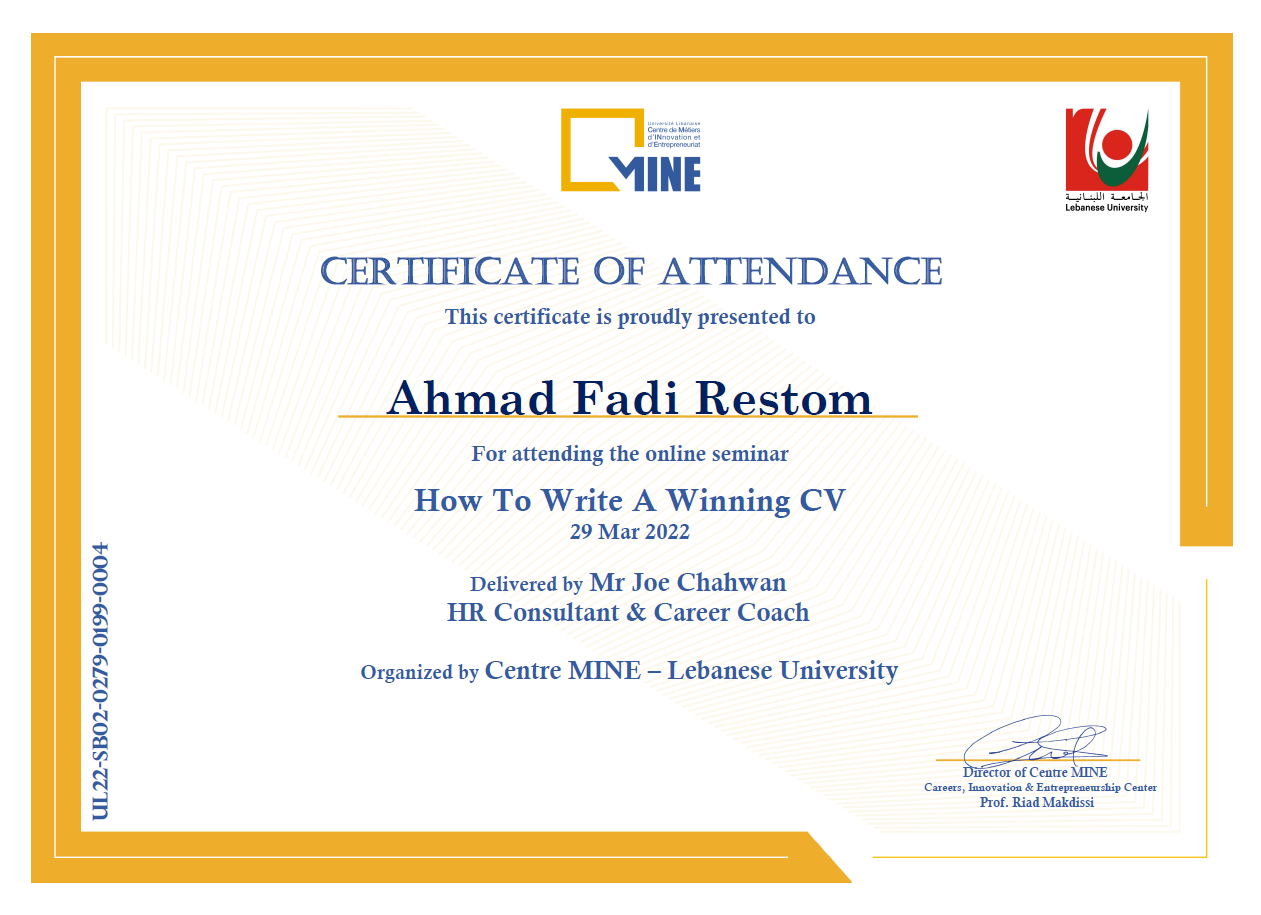 Université Libanaise
Centre de Métiers
d'INnovation et
d'Entrepreneuriat
MINE
الجامعة اللبنانية
Lebanese University
CERTIFICATE OF ATTENDANCE
This certificate is proudly presented to
Ahmad Fadi Restom
For attending the online seminar
How To Write A Winning CV
29 Mar 2022
Delivered by Mr Joe Chahwan
HR Consultant & Career Coach
Organized by Centre MINE – Lebanese University
UL22-SB02-0279-0199-0004
Director of Centre MINE
Careers, Innovation & Entrepreneurship Center
Prof. Riad Makdissi